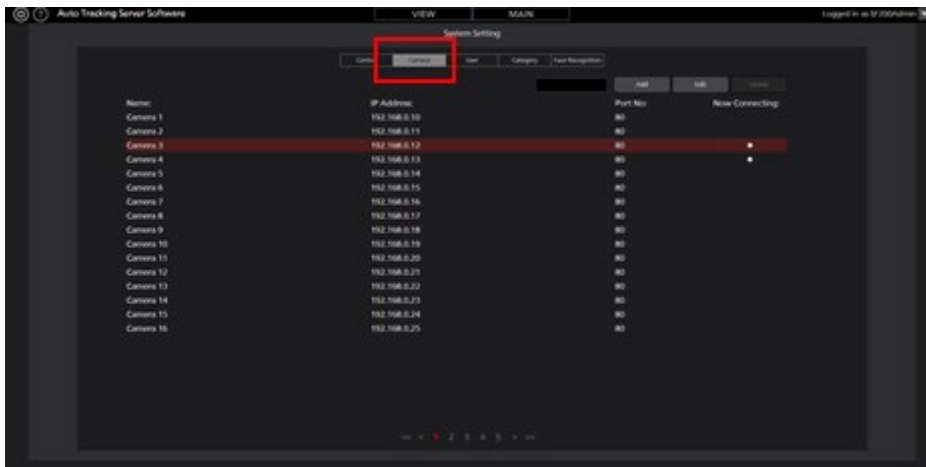 Auto Tracking Server Software VIEW MAIN Logged in as SF200Admin
System Setting
Camera User Category Face Recognition
Add Edit Delete
Name: IP Address: Port No: Now Connecting:
Camera 1 192.168.0.10 80
Camera 2 192.168.0.11 80
Camera 3 192.168.0.12 80
Camera 4 192.168.0.13 80
Camera 5 192.168.0.14 80
Camera 6 192.168.0.15 80
Camera 7 192.168.0.16 80
Camera 8 192.168.0.17 80
Camera 9 192.168.0.18 80
Camera 10 192.168.0.19 80
Camera 11 192.168.0.20 80
Camera 12 192.168.0.21 80
Camera 13 192.168.0.22 80
Camera 14 192.168.0.23 80
Camera 15 192.168.0.24 80
Camera 16 192.168.0.25 80
<< < 1 2 3 4 5 > >>